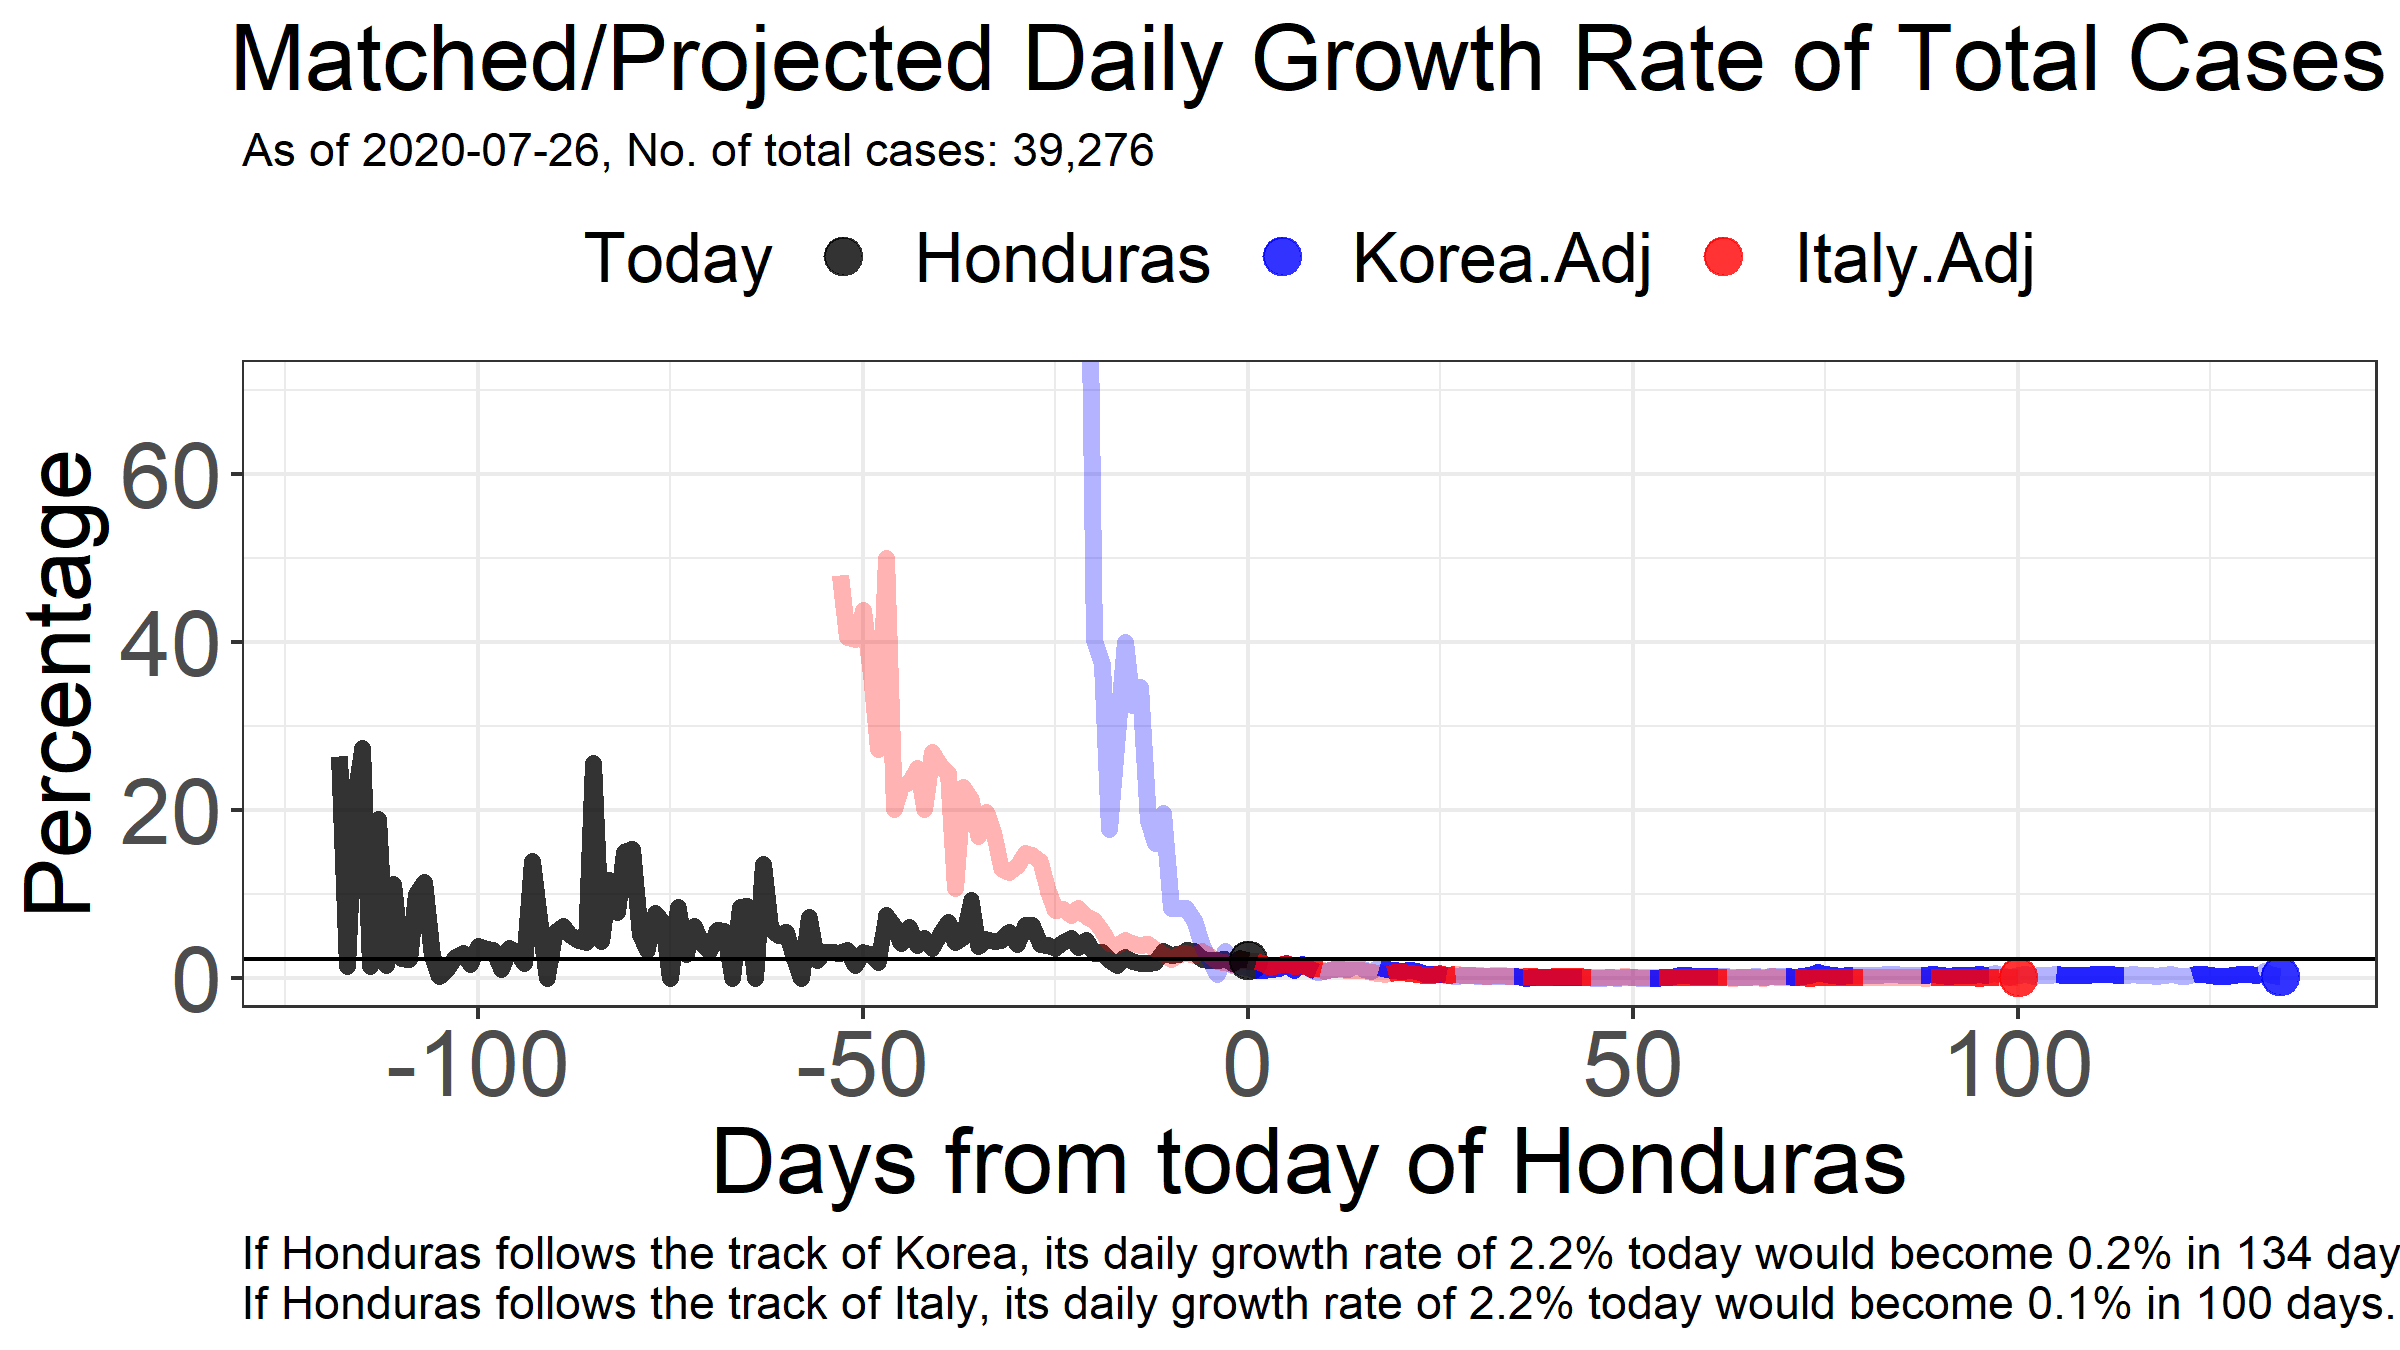 Matched/Projected Daily Growth Rate of Total Cases
As of 2020-07-26, No. of total cases: 39,276
Today Honduras Korea.Adj Italy.Adj
Percentage
60
40
20
0
-100 -50 0 50 100
Days from today of Honduras
If Honduras follows the track of Korea, its daily growth rate of 2.2% today would become 0.2% in 134 day
If Honduras follows the track of Italy, its daily growth rate of 2.2% today would become 0.1% in 100 days.